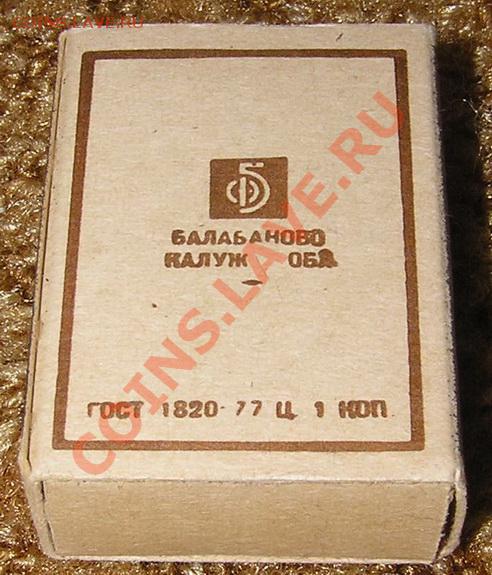 COINS.LAVE.RU
БАЛАБАНОВО
КАЛУЖ ОБЛ
ГОСТ 1820-77 Ц 1 КОП
COINS.LAVE.RU